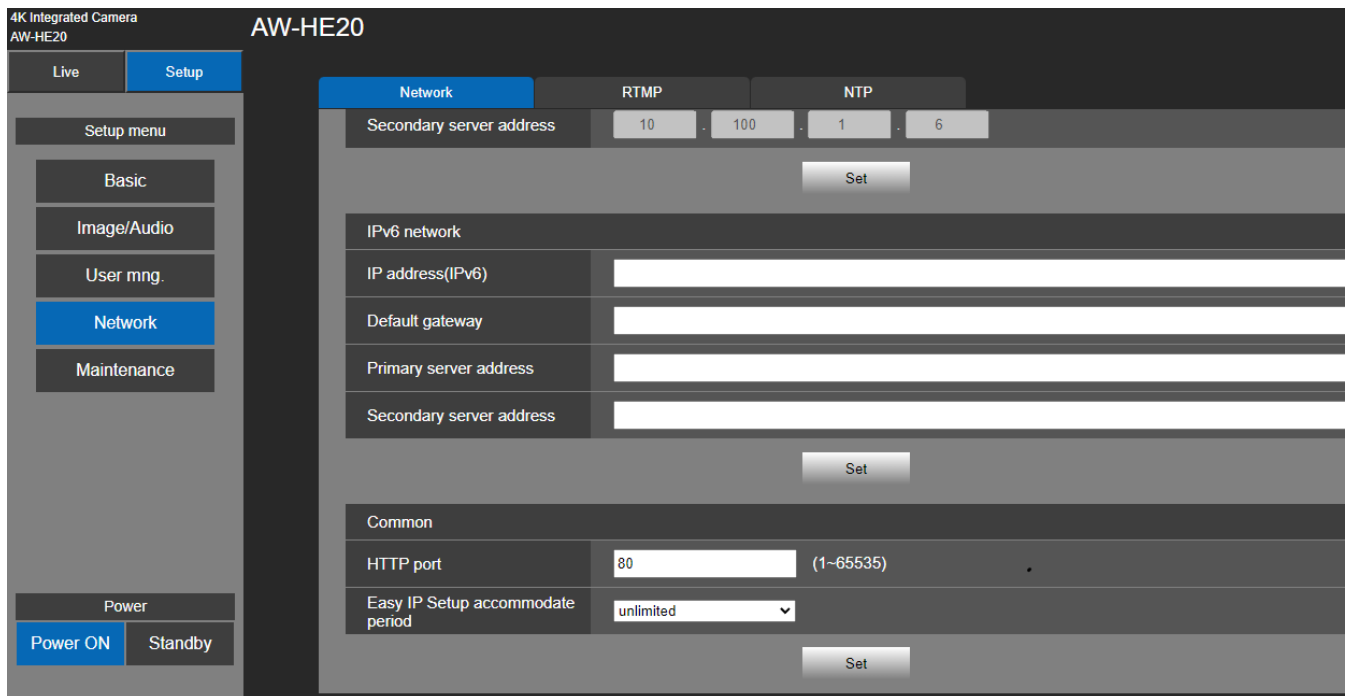 4K Integrated Camera
AW-HE20
AW-HE20
Live Setup
Setup menu
Basic
Image/Audio
User mng.
Network
Maintenance
Power
Power ON Standby
Network RTMP NTP
Secondary server address 10 . 100 . 1 . 6
Set
IPv6 network
IP address(IPv6)
Default gateway
Primary server address
Secondary server address
Set
Common
HTTP port 80 (1~65535)
Easy IP Setup accommodate
period unlimited
Set